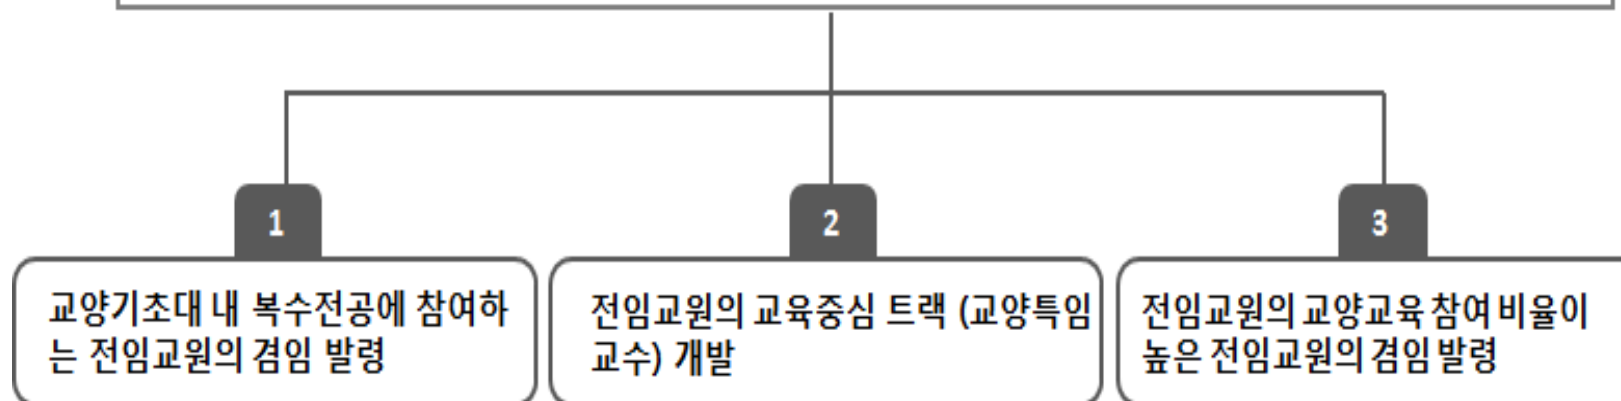 1
교양기초대 내 복수전공에 참여하
는 전임교원의 겸임 발령
2
전임교원의 교육중심 트랙 (교양특임
교수) 개발
3
전임교원의 교양교육 참여 비율이
높은 전임교원의 겸임 발령